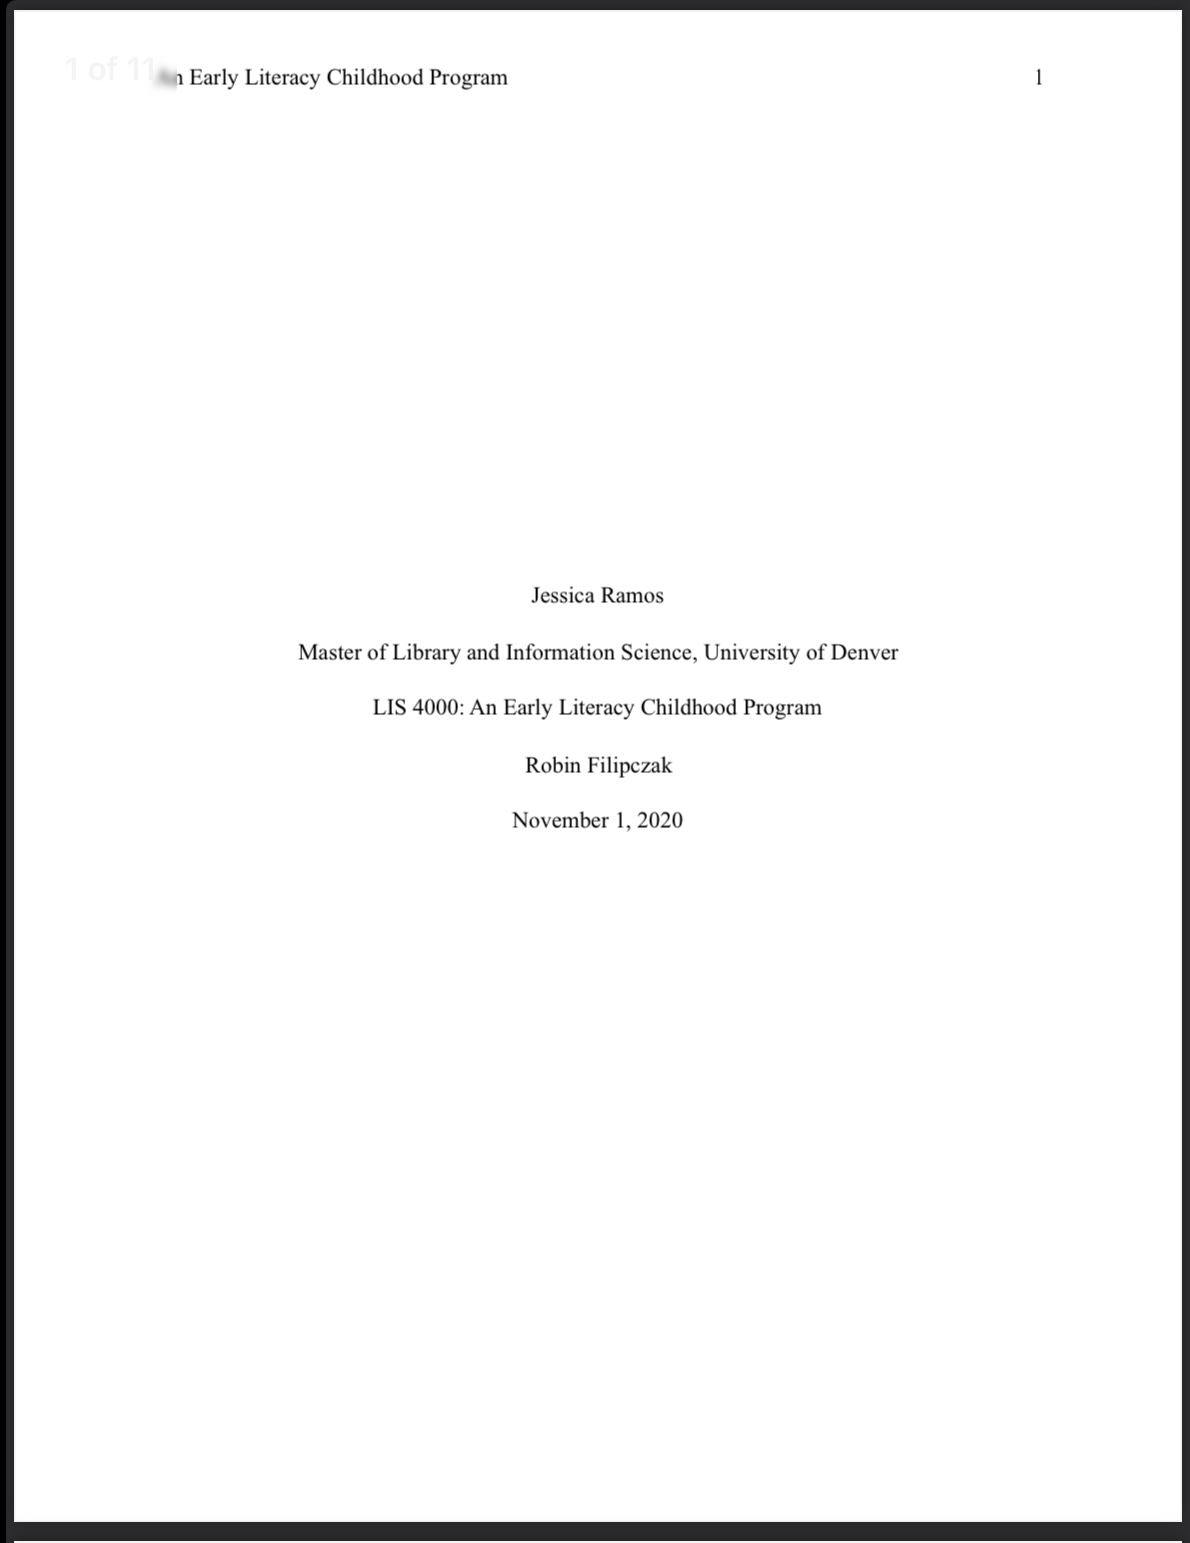 1 of 11
Early Literacy Childhood Program 1
Jessica Ramos
Master of Library and Information Science, University of Denver
LIS 4000: An Early Literacy Childhood Program
Robin Filipczak
November 1, 2020